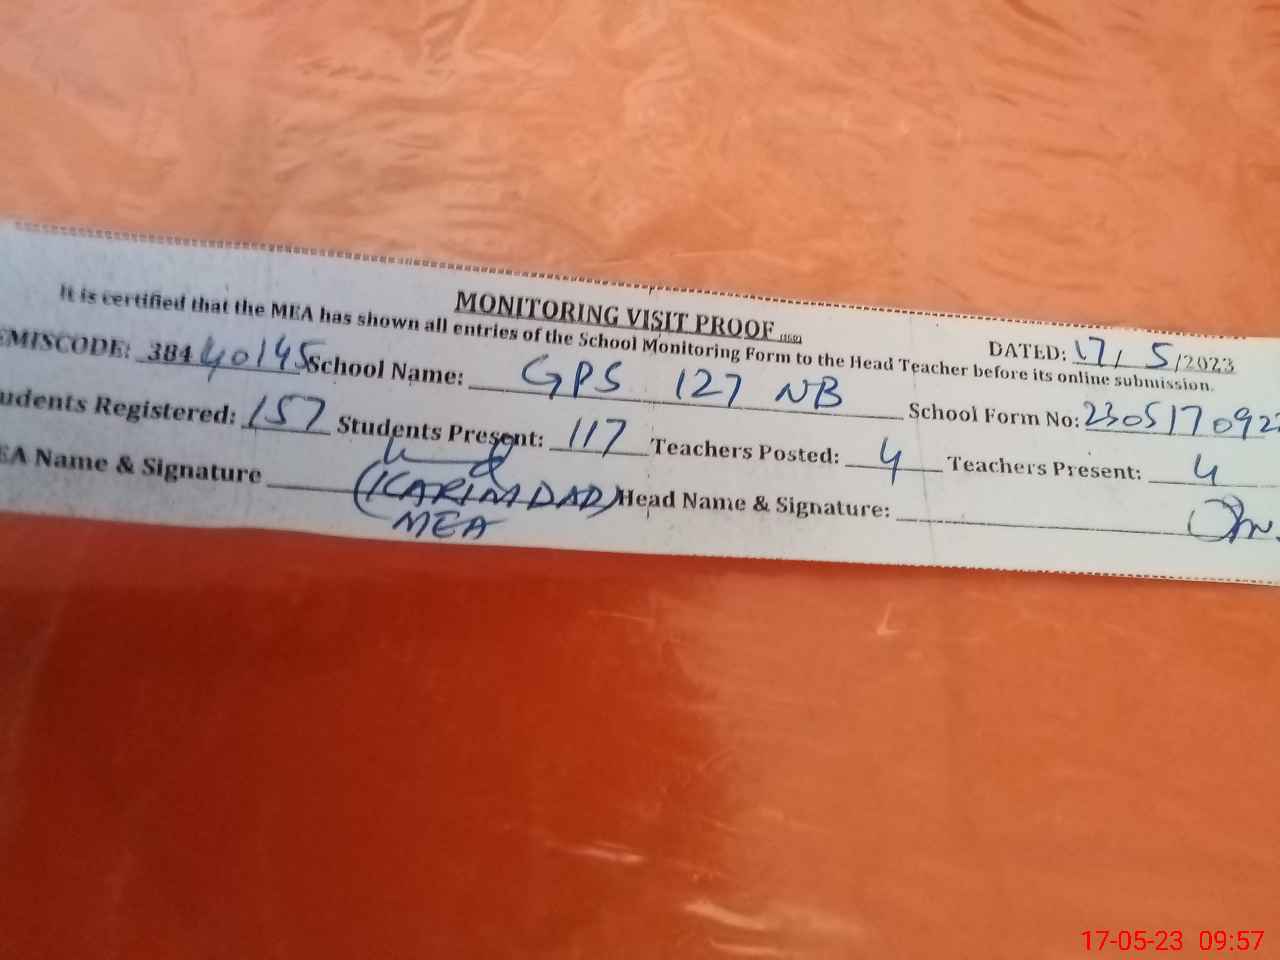 MONITORING VISIT PROOF
DATED: 17/5/2023
It is certified that the MEA has shown all entries of the School Monitoring Form to the Head Teacher before its online submission.
EMISCODE: 38440145 School Name: GPS 127 NB School Form No: 230517092
udents Registered: 157 Students Present: 117 Teachers Posted: 4 Teachers Present: 4
EA Name & Signature (KARIMDAD) Head Name & Signature:
MEA
17-05-23 09:57